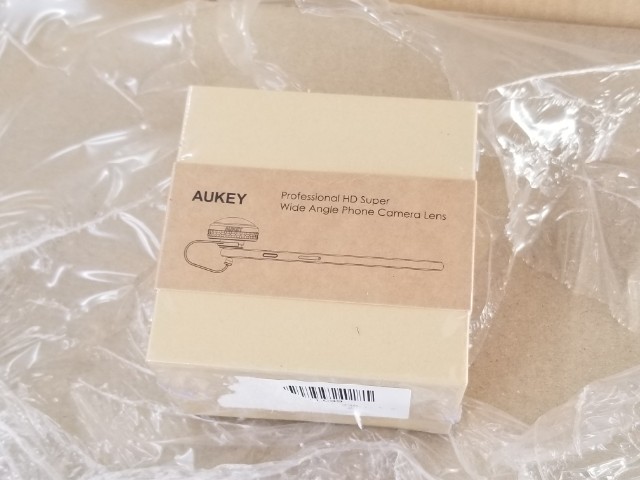 AUKEY
Professional HD Super
Wide Angle Phone Camera Lens